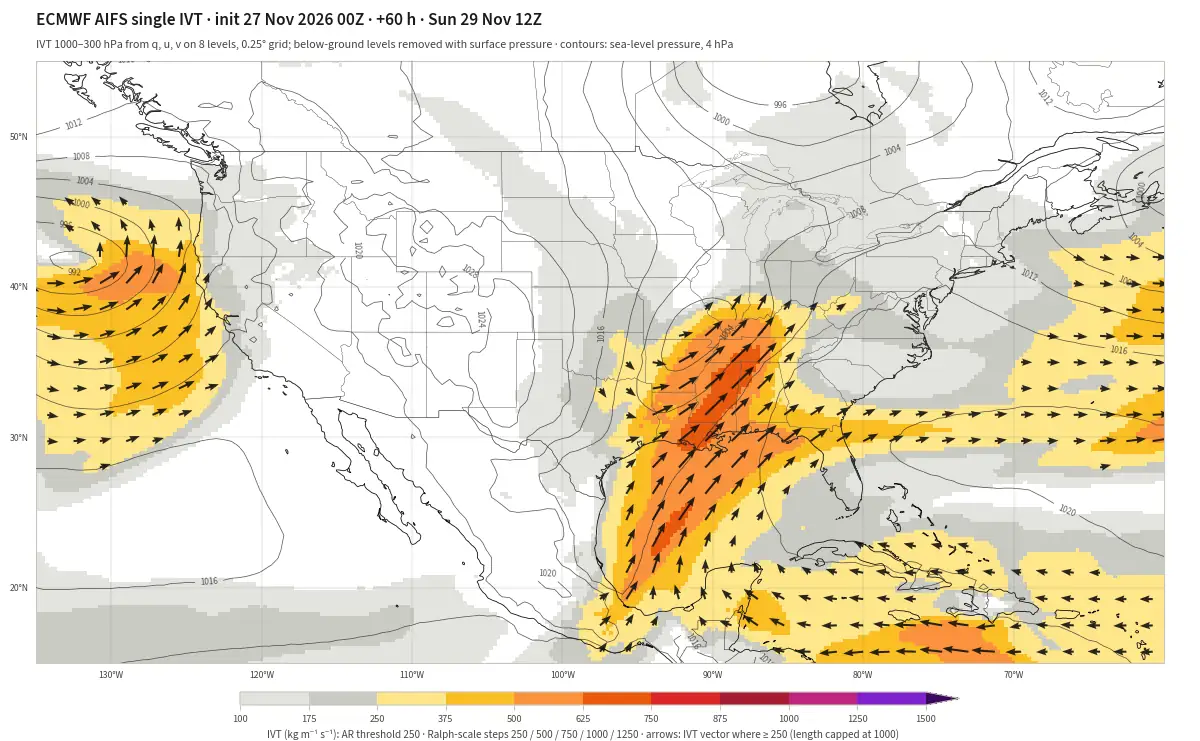 ECMWF AIFS single IVT · init 27 Nov 2026 00Z · +60 h · Sun 29 Nov 12Z
IVT 1000–300 hPa from q, u, v on 8 levels, 0.25° grid; below-ground levels removed with surface pressure · contours: sea-level pressure, 4 hPa
996
1012
1000
1012
50°N
1004
1008
1004
1000
1000
1008
996
1004
1020
992
1028
1012
40°N
1024
1016
1004
1016
30°N
1020
1020
1016
20°N
1016
130°W
120°W
110°W
100°W
90°W
80°W
70°W
100
175
250
375
500
625
750
875
1000
1250
1500
IVT (kg m⁻¹ s⁻¹): AR threshold 250 · Ralph-scale steps 250 / 500 / 750 / 1000 / 1250 · arrows: IVT vector where ≥ 250 (length capped at 1000)